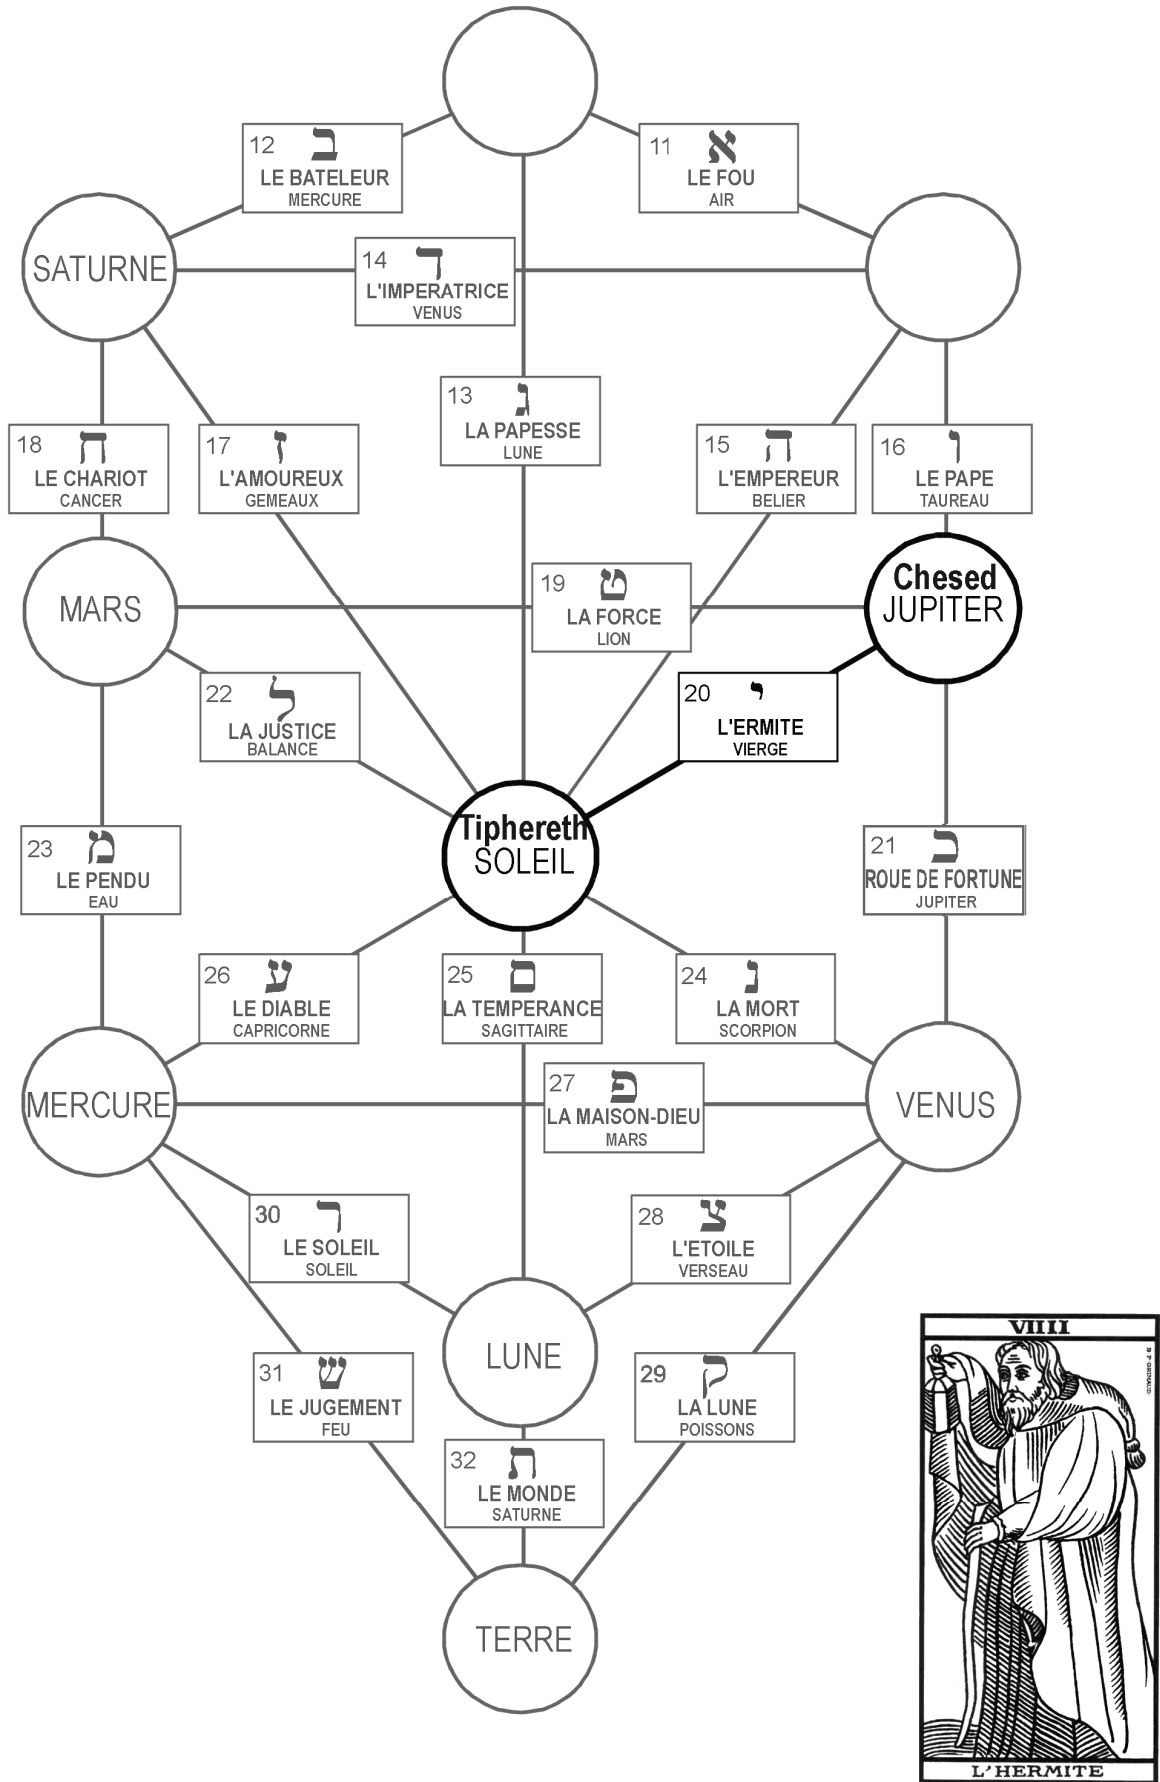 12 ב
LE BATELEUR
MERCURE
11 א
LE FOU
AIR
SATURNE
14 ד
L'IMPERATRICE
VENUS
13 ג
LA PAPESSE
LUNE
18 ח
LE CHARIOT
CANCER
17 ז
L'AMOUREUX
GEMEAUX
15 ה
L'EMPEREUR
BELIER
16 ו
LE PAPE
TAUREAU
MARS
19 ט
LA FORCE
LION
Chesed
JUPITER
22 ל
LA JUSTICE
BALANCE
20 י
L'ERMITE
VIERGE
Tiphereth
SOLEIL
23 מ
LE PENDU
EAU
21 כ
ROUE DE FORTUNE
JUPITER
26 ע
LE DIABLE
CAPRICORNE
25 ם
LA TEMPERANCE
SAGITTAIRE
24 נ
LA MORT
SCORPION
MERCURE
27 פ
LA MAISON-DIEU
MARS
VENUS
30 ר
LE SOLEIL
SOLEIL
28 צ
L'ETOILE
VERSEAU
LUNE
31 ש
LE JUGEMENT
FEU
29 ק
LA LUNE
POISSONS
32 ת
LE MONDE
SATURNE
TERRE
VIIII
L'HERMITE